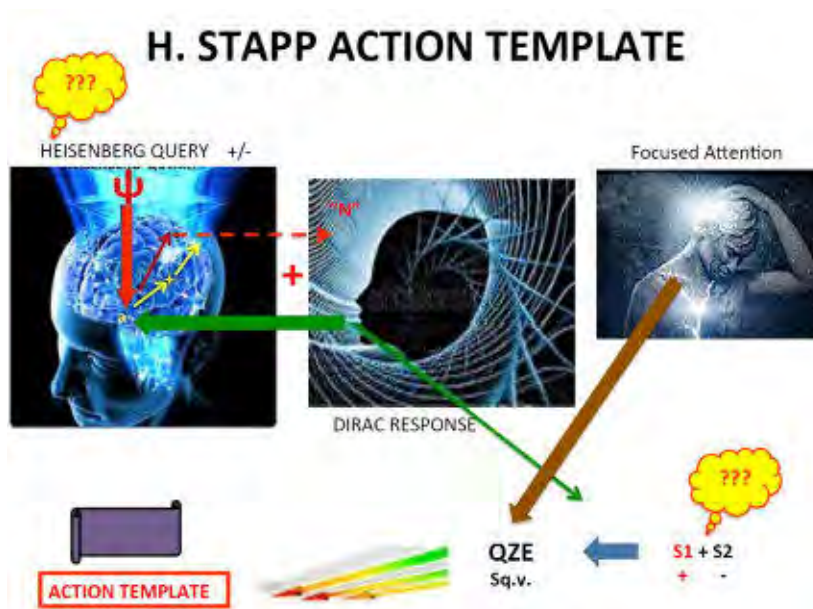 H. STAPP ACTION TEMPLATE
???
HEISENBERG QUERY +/-
Focused Attention
Ψ
"N"
+
DIRAC RESPONSE
???
QZE
Sq.v.
S1 + S2
+ -
ACTION TEMPLATE